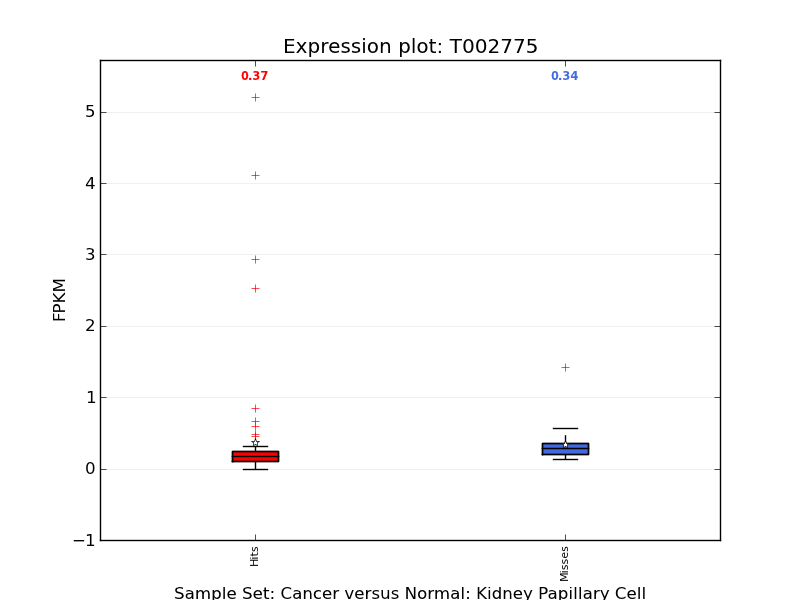 Expression plot: T002775
0.37
0.34
5
4
3
2
1
0
−1
FPKM
Hits
Misses
Sample Set: Cancer versus Normal: Kidney Papillary Cell